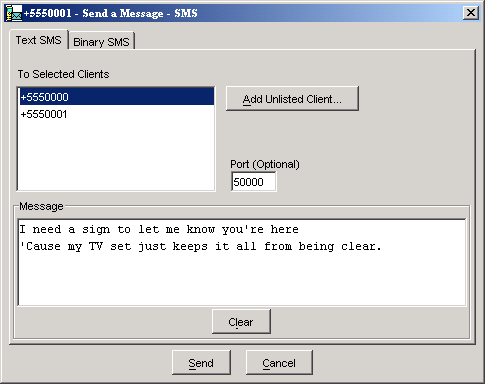 +5550001 - Send a Message - SMS
Text SMS
Binary SMS
To Selected Clients
+5550000
+5550001
Add Unlisted Client...
Port (Optional)
50000
Message
I need a sign to let me know you're here
'Cause my TV set just keeps it all from being clear.
Clear
Send
Cancel